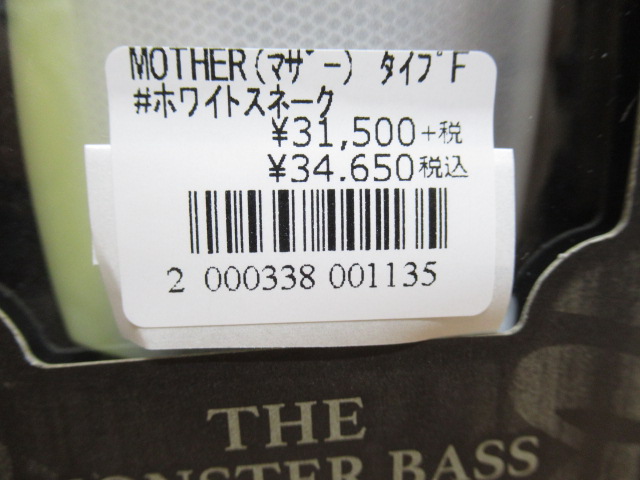 MOTHER(マザー) タイプF
#ホワイトスネーク
¥31,500+税
¥34.650税込
2 000338 001135
THE
MONSTER BASS